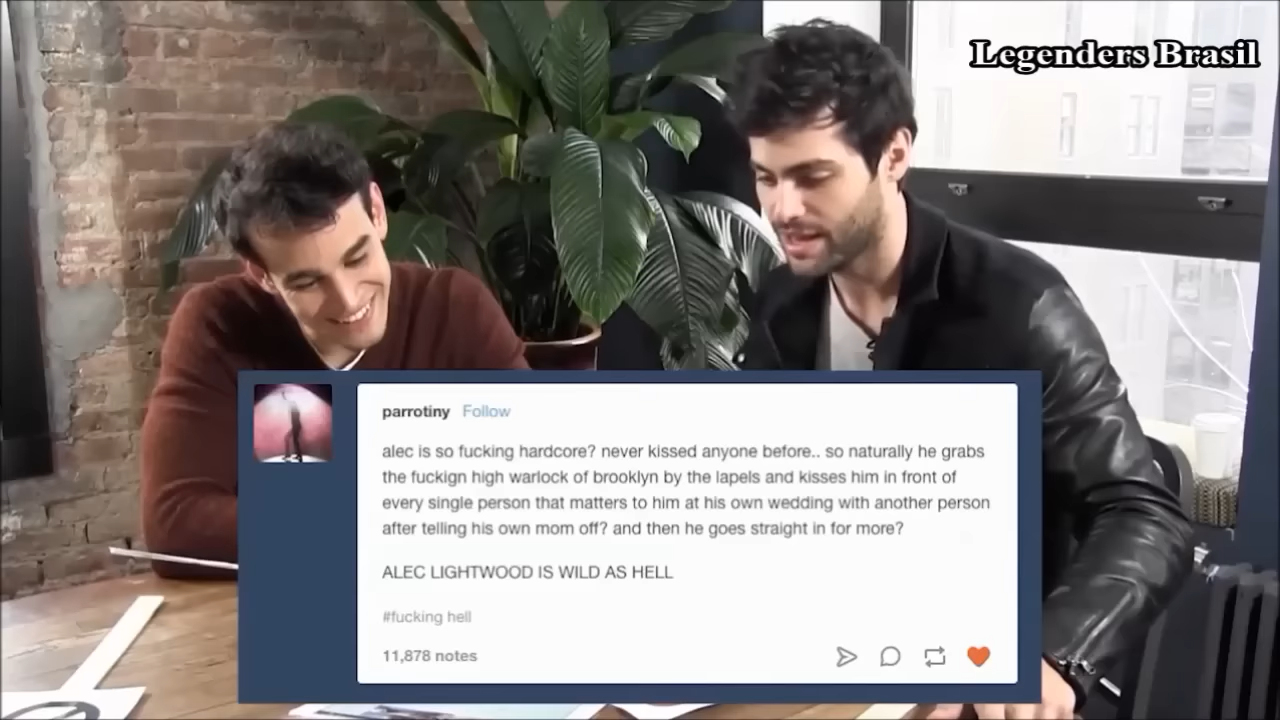 Legenders Brasil
parrotiny Follow
alec is so fucking hardcore? never kissed anyone before.. so naturally he grabs
the fuckign high warlock of brooklyn by the lapels and kisses him in front of
every single person that matters to him at his own wedding with another person
after telling his own mom off? and then he goes straight in for more?
ALEC LIGHTWOOD IS WILD AS HELL
#fucking hell
11,878 notes